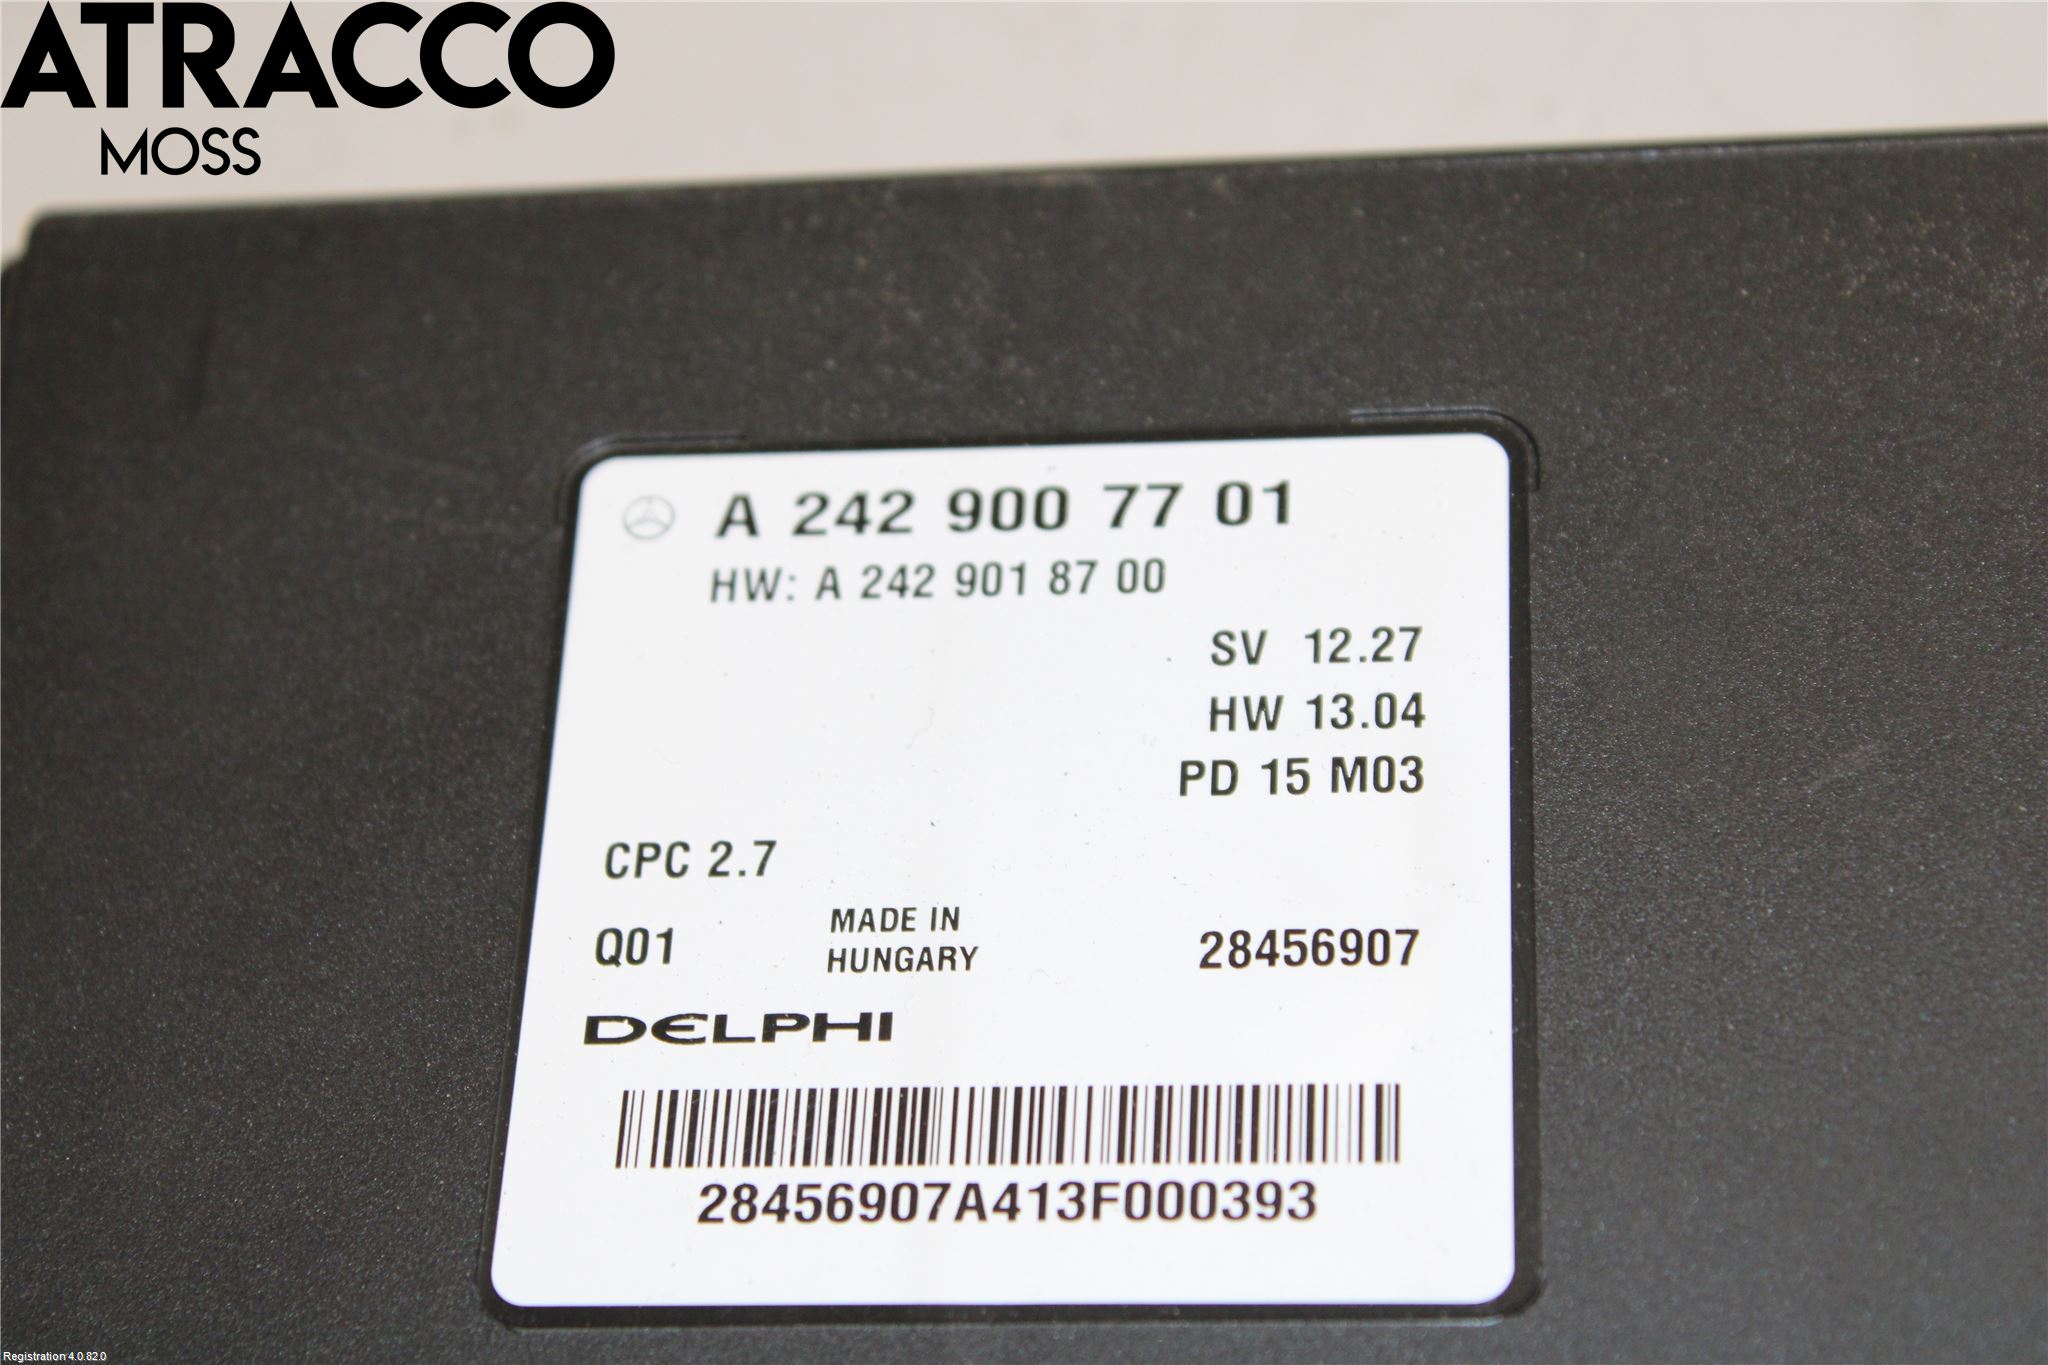 ATRACCO
MOSS
A 242 900 77 01
HW: A 242 901 87 00
SV 12.27
HW 13.04
PD 15 M03
CPC 2.7
Q01
MADE IN
HUNGARY
28456907
DELPHI
28456907A413F000393
Registration 4.0.82.0